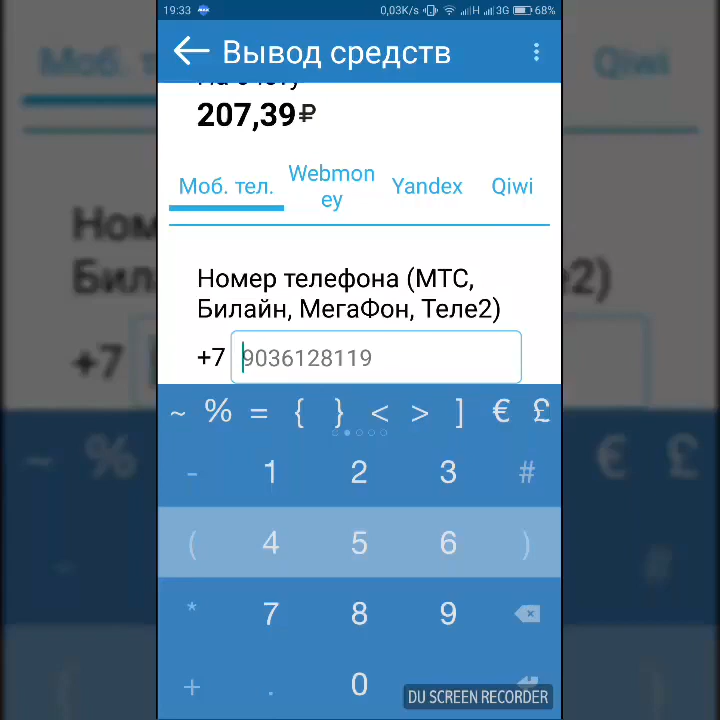 19:33 0,03K/s H 3G 68%
Вывод средств
207,39₽
Моб. тел. Webmon
ey Yandex Qiwi
Номер телефона (МТС,
Билайн, МегаФон, Теле2)
+7 9036128119
~ % = { } < > ] € £
- 1 2 3 #
( 4 5 6 )
* 7 8 9
+ . 0
DU SCREEN RECORDER